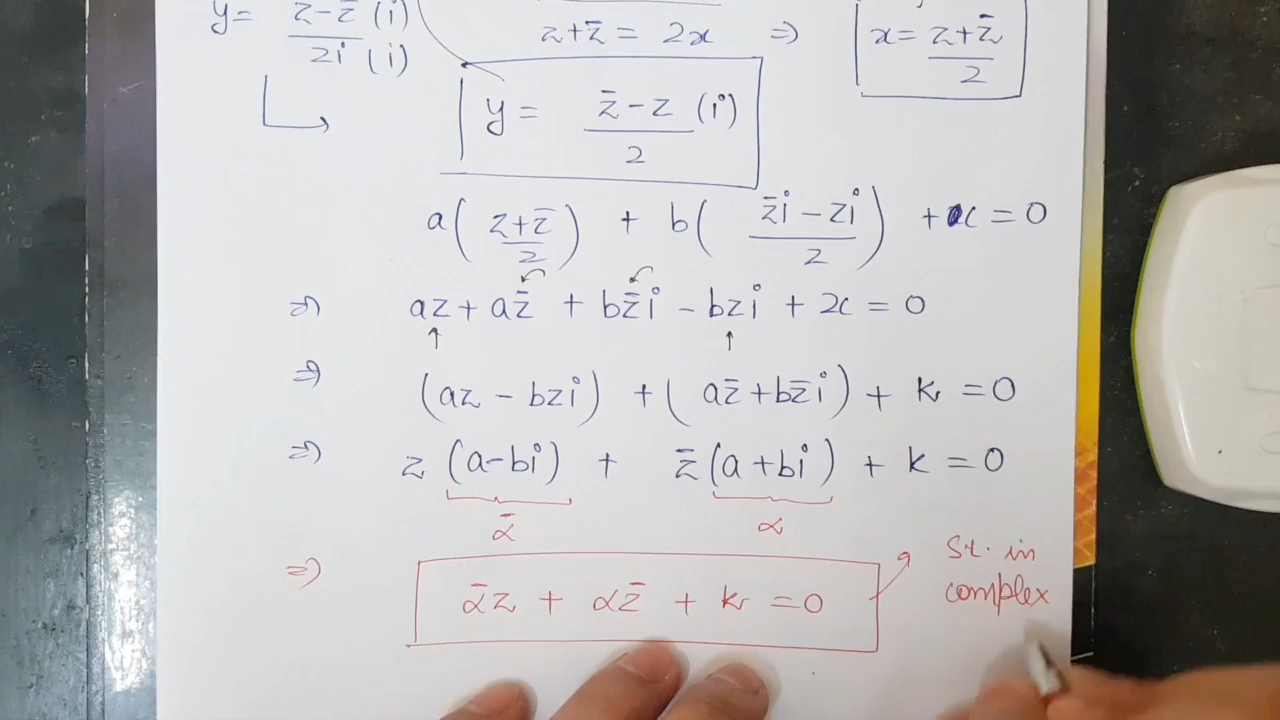 y = z - z̄ (i) / 2i (i)
z + z̄ = 2x ⇒ x = z + z̄ / 2
y = z̄ - z (i) / 2
a( z + z̄ / 2 ) + b( z̄i - zi / 2 ) + c = 0
⇒ az + az̄ + bz̄i - bzi + 2c = 0
⇒ (az - bzi) + ( az̄ + bz̄i ) + k = 0
⇒ z (a-bi) + z̄ (a + bi) + k = 0
ᾱ α
⇒ ᾱz + αz̄ + k = 0
St. in
complex